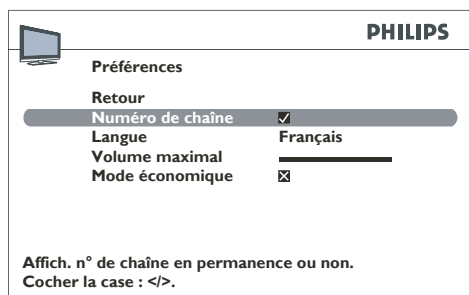 PHILIPS
Préférences
Retour
Numéro de chaîne
Langue Français
Volume maximal
Mode économique
Affich. n° de chaîne en permanence ou non.
Cocher la case : </>.